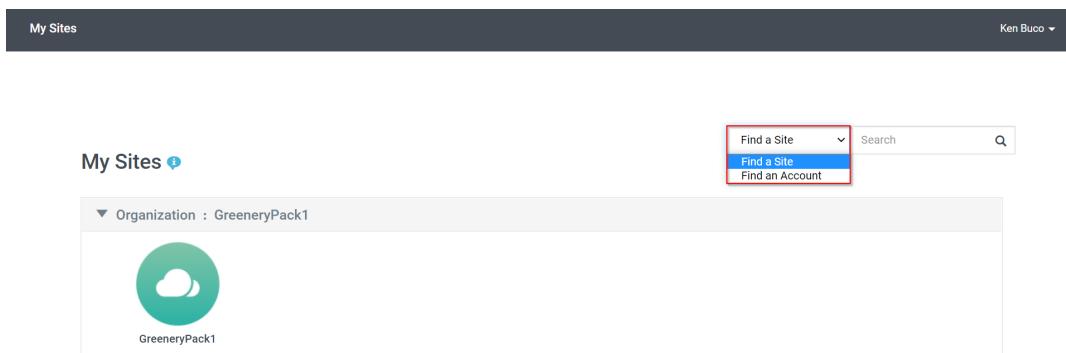 My Sites
Ken Buco
Find a Site
Search
Find a Site
Find an Account
My Sites
Organization : GreeneryPack1
GreeneryPack1